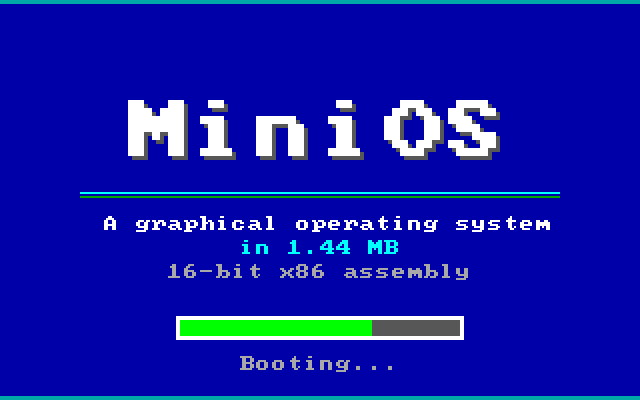 MiniOS
A graphical operating system
in 1.44 MB
16-bit x86 assembly
Booting...